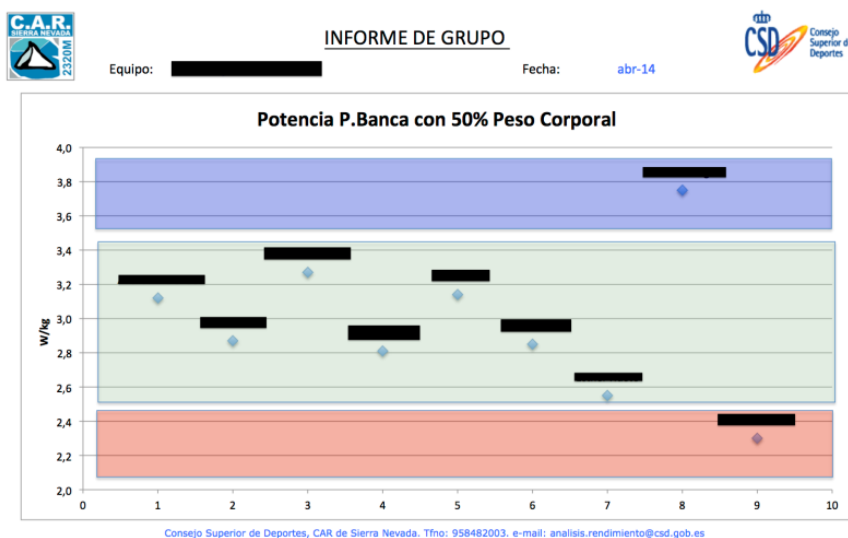 C.A.R.
SIERRA NEVADA
2320M
INFORME DE GRUPO
CSD
Consejo
Superior de
Deportes
Equipo:
Fecha: abr-14
Potencia P.Banca con 50% Peso Corporal
W/kg
4,0
3,8
3,6
3,4
3,2
3,0
2,8
2,6
2,4
2,2
2,0
0 1 2 3 4 5 6 7 8 9 10
Consejo Superior de Deportes, CAR de Sierra Nevada. Tfno: 958482003. e-mail: analisis.rendimiento@csd.gob.es